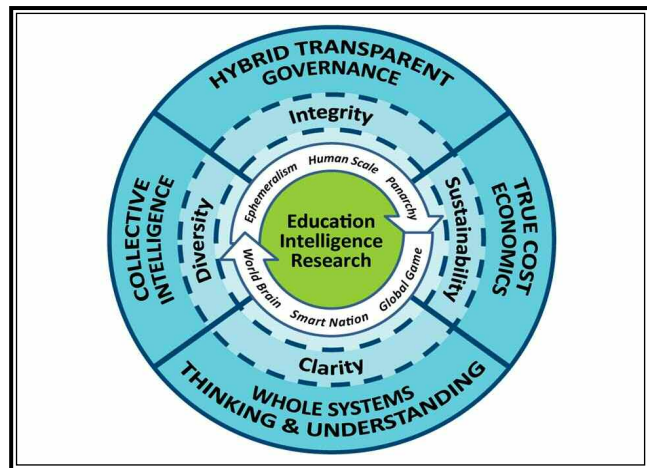 HYBRID TRANSPARENT
GOVERNANCE
Integrity
Ephemeralism
Human Scale
Panarchy
COLLECTIVE
INTELLIGENCE
Diversity
Education
Intelligence
Research
Sustainability
TRUE COST
ECONOMICS
World Brain
Smart Nation
Global Game
Clarity
WHOLE SYSTEMS
THINKING & UNDERSTANDING